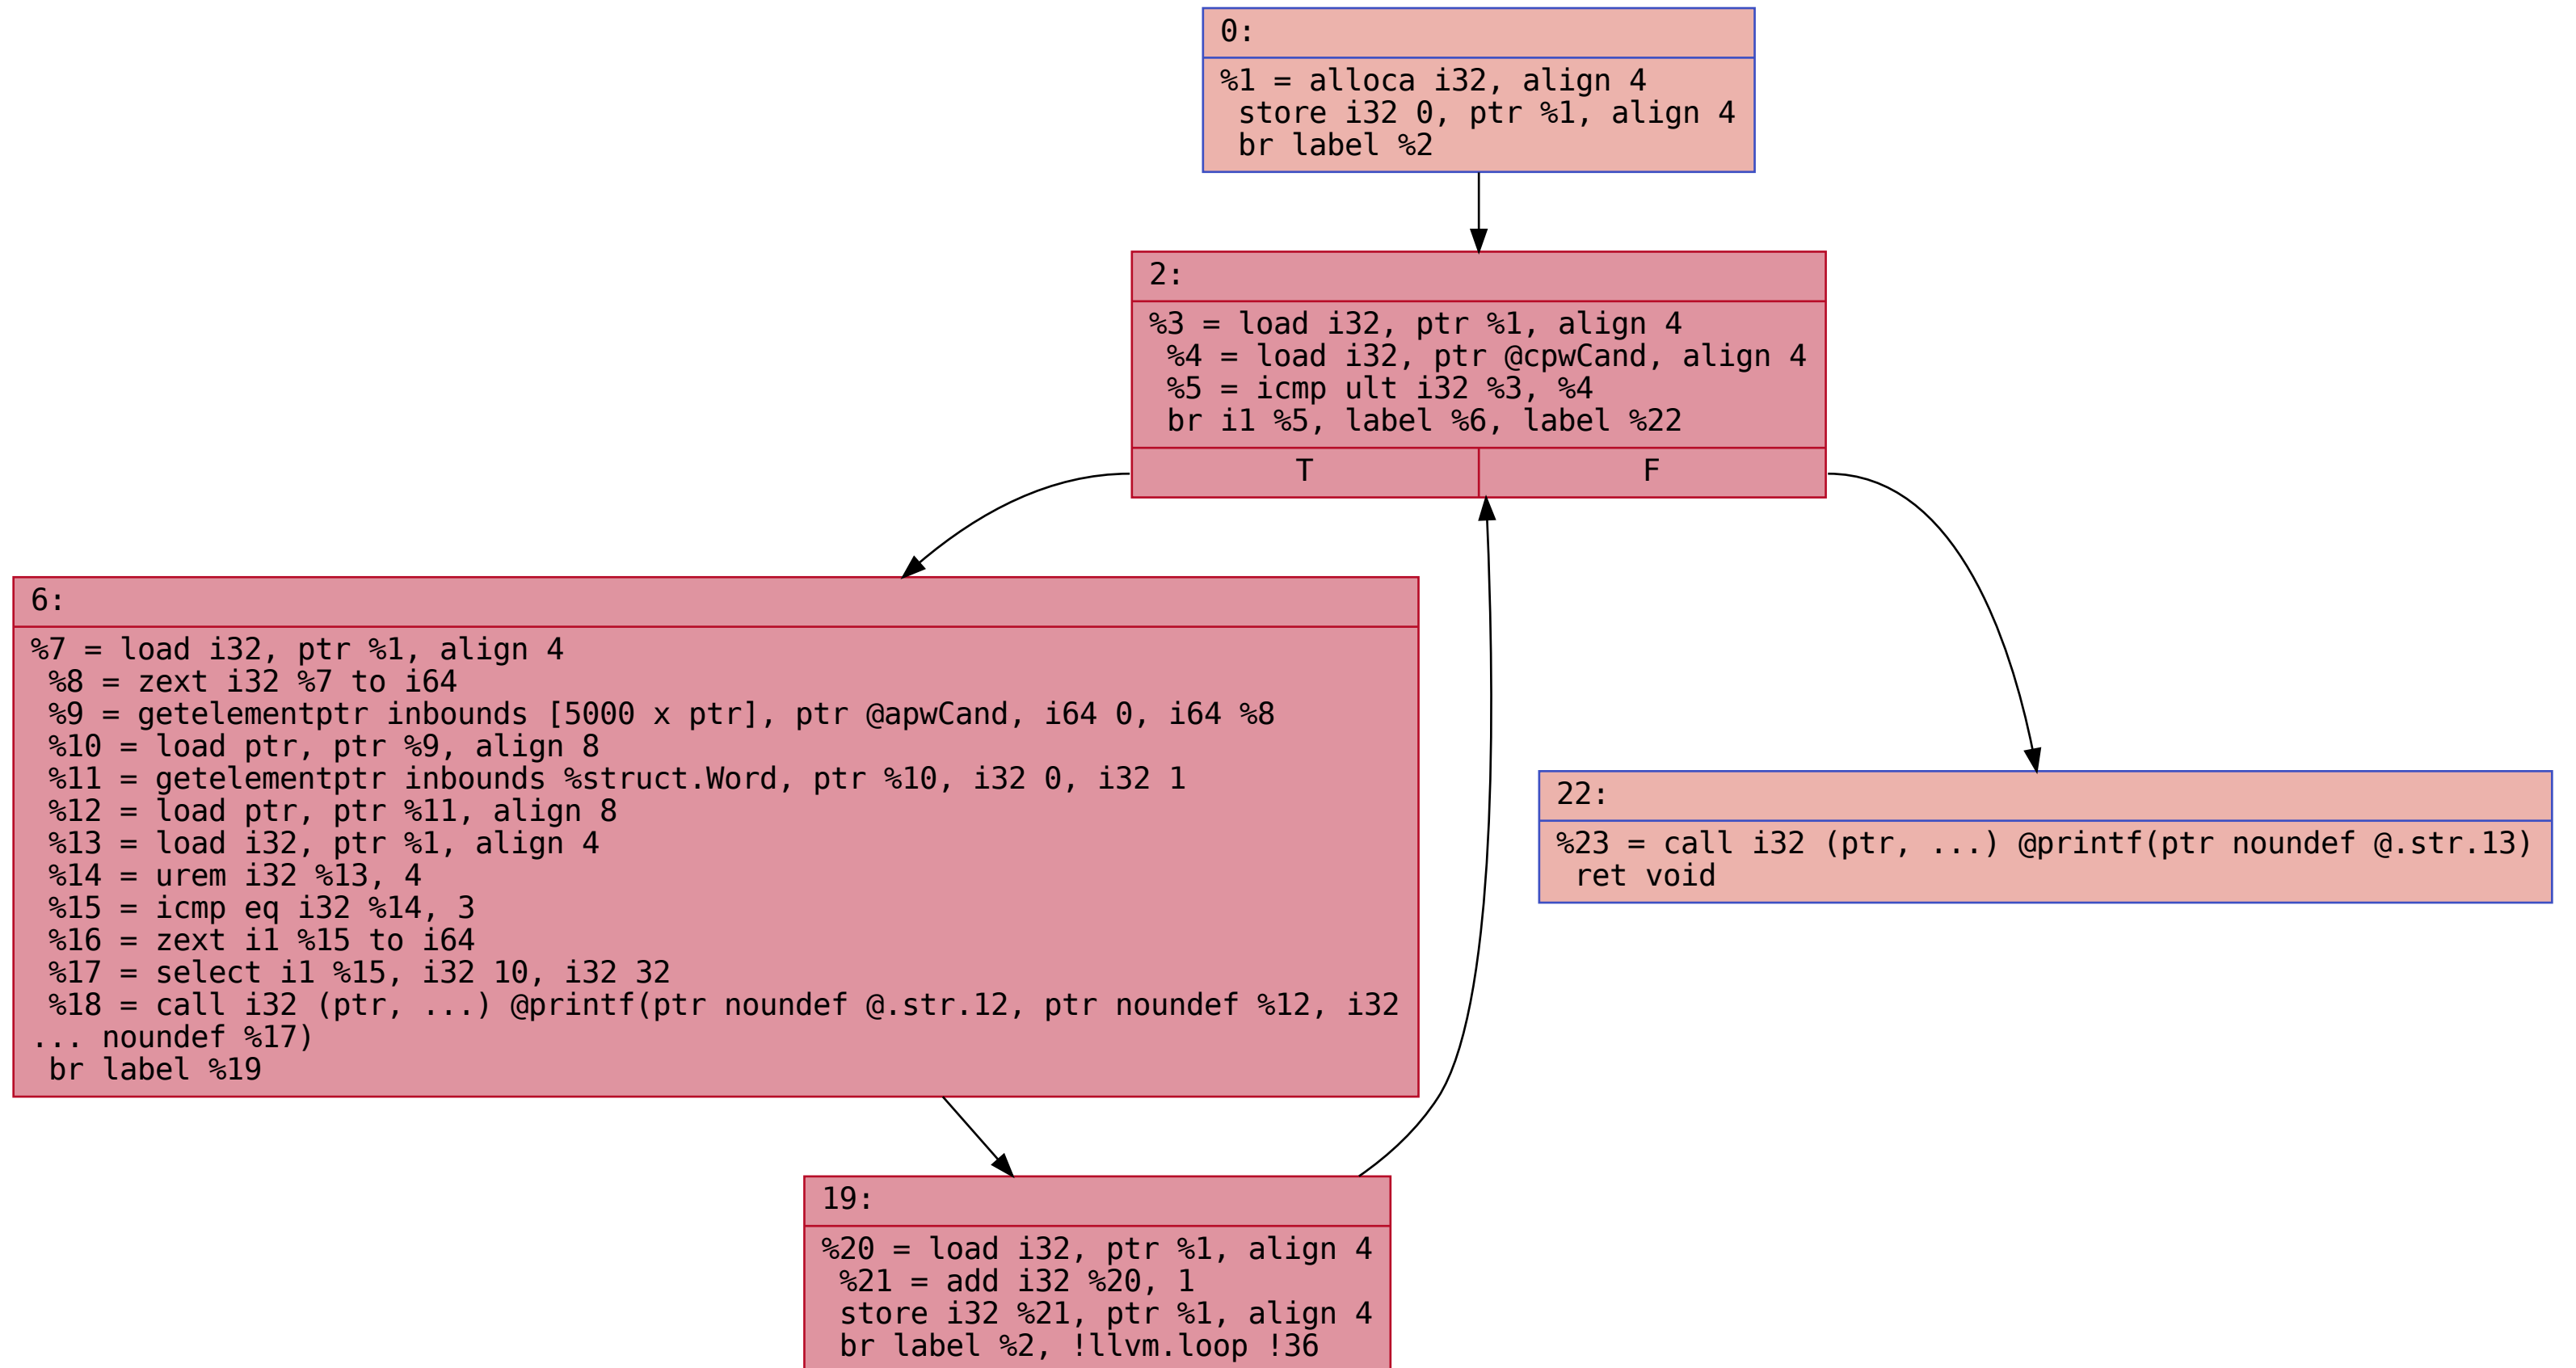 0:
%1 = alloca i32, align 4
store i32 0, ptr %1, align 4
br label %2
2:
%3 = load i32, ptr %1, align 4
%4 = load i32, ptr @cpwCand, align 4
%5 = icmp ult i32 %3, %4
br i1 %5, label %6, label %22
T F
6:
%7 = load i32, ptr %1, align 4
%8 = zext i32 %7 to i64
%9 = getelementptr inbounds [5000 x ptr], ptr @apwCand, i64 0, i64 %8
%10 = load ptr, ptr %9, align 8
%11 = getelementptr inbounds %struct.Word, ptr %10, i32 0, i32 1
%12 = load ptr, ptr %11, align 8
%13 = load i32, ptr %1, align 4
%14 = urem i32 %13, 4
%15 = icmp eq i32 %14, 3
%16 = zext i1 %15 to i64
%17 = select i1 %15, i32 10, i32 32
%18 = call i32 (ptr, ...) @printf(ptr noundef @.str.12, ptr noundef %12, i32
... noundef %17)
br label %19
22:
%23 = call i32 (ptr, ...) @printf(ptr noundef @.str.13)
ret void
19:
%20 = load i32, ptr %1, align 4
%21 = add i32 %20, 1
store i32 %21, ptr %1, align 4
br label %2, !llvm.loop !36